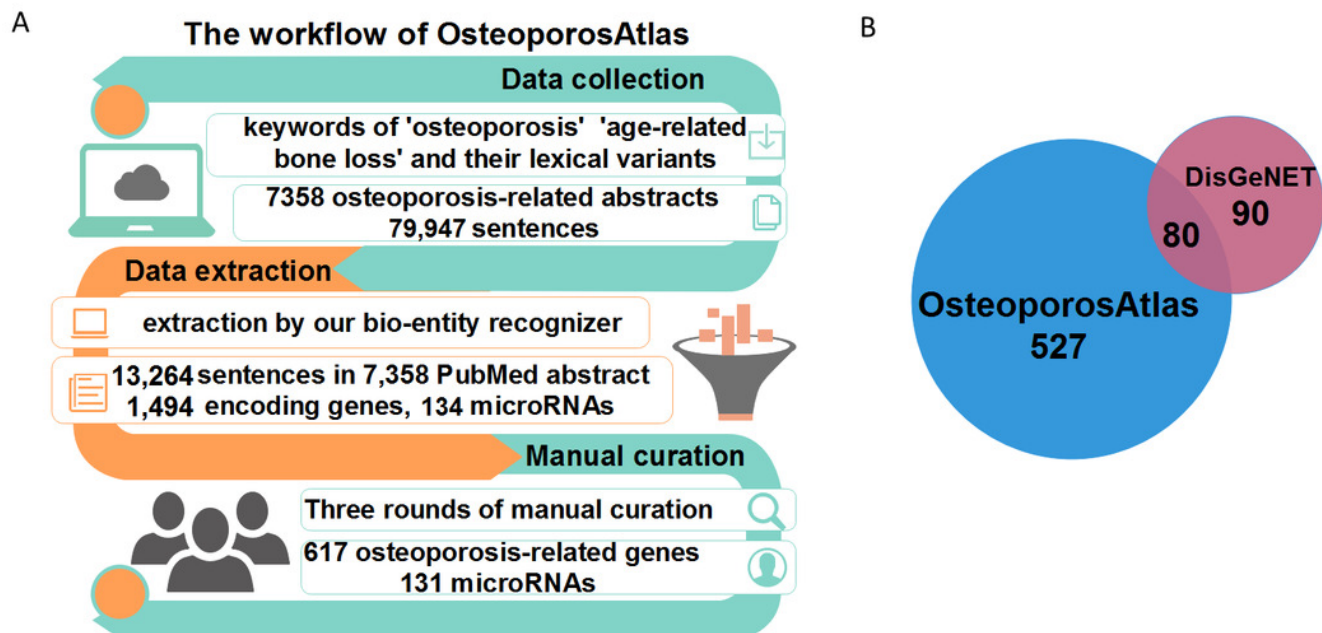 A
The workflow of OsteoporosAtlas
Data collection
keywords of 'osteoporosis' 'age-related
bone loss' and their lexical variants
7358 osteoporosis-related abstracts
79,947 sentences
Data extraction
extraction by our bio-entity recognizer
13,264 sentences in 7,358 PubMed abstract
1,494 encoding genes, 134 microRNAs
Manual curation
Three rounds of manual curation
617 osteoporosis-related genes
131 microRNAs
B
DisGeNET
90
80
OsteoporosAtlas
527